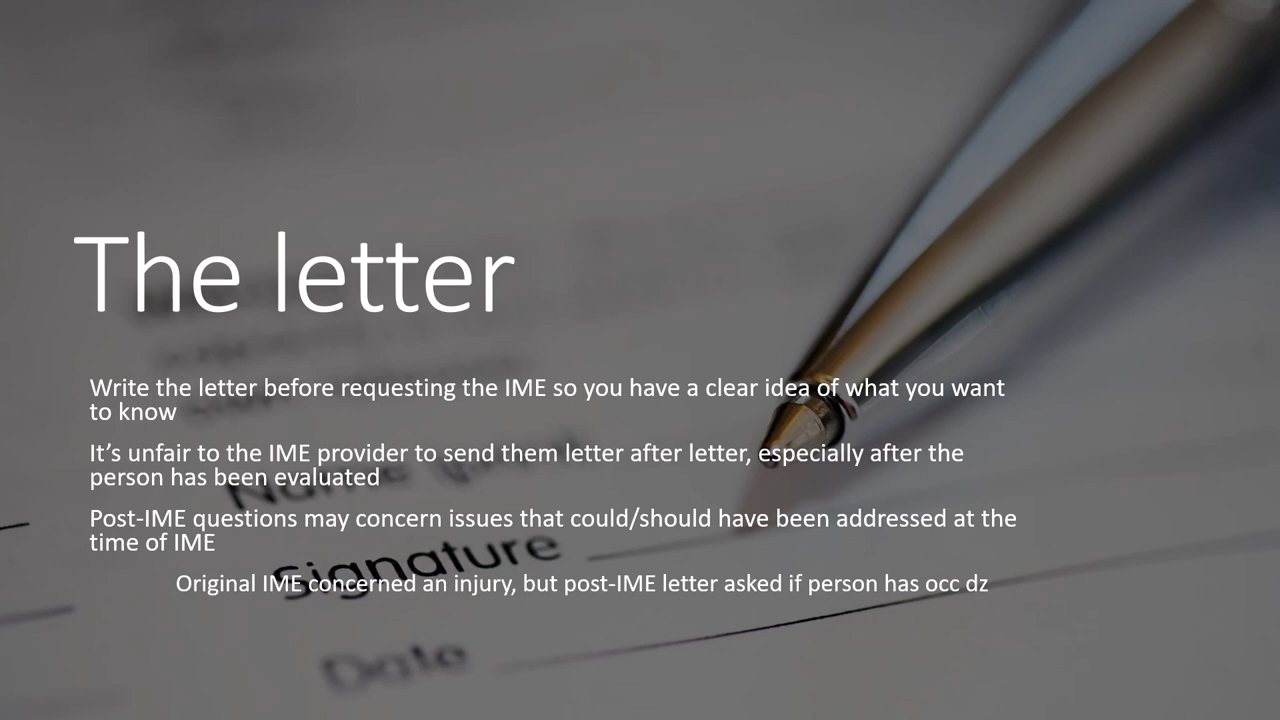 The letter
Write the letter before requesting the IME so you have a clear idea of what you want
to know
It's unfair to the IME provider to send them letter after letter, especially after the
person has been evaluated
Post-IME questions may concern issues that could/should have been addressed at the
time of IME
Original IME concerned an injury, but post-IME letter asked if person has occ dz
Name (print)
Signature
Date